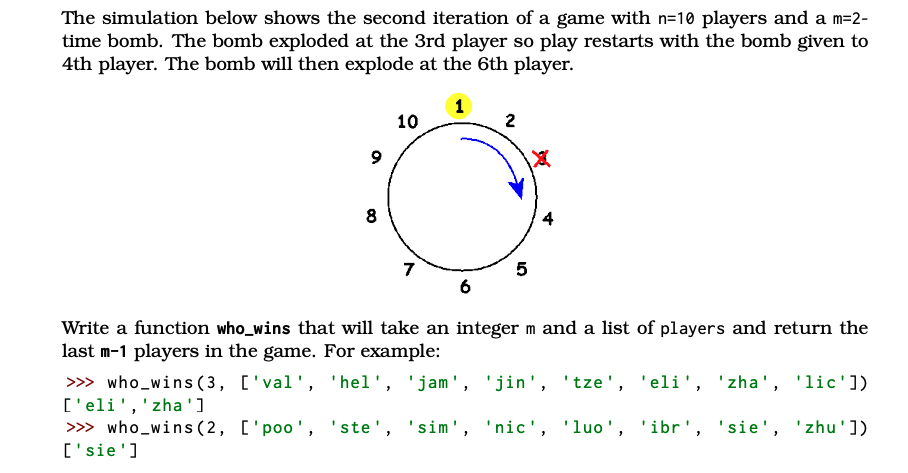 The simulation below shows the second iteration of a game with n=10 players and a m=2-
time bomb. The bomb exploded at the 3rd player so play restarts with the bomb given to
4th player. The bomb will then explode at the 6th player.
1
10
2
9
3
8
4
7
5
6
Write a function who_wins that will take an integer m and a list of players and return the
last m-1 players in the game. For example:
>>> who_wins(3, ['val', 'hel', 'jam', 'jin', 'tze', 'eli', 'zha', 'lic'])
['eli','zha']
>>> who_wins(2, ['poo', 'ste', 'sim', 'nic', 'luo', 'ibr', 'sie', 'zhu'])
['sie']